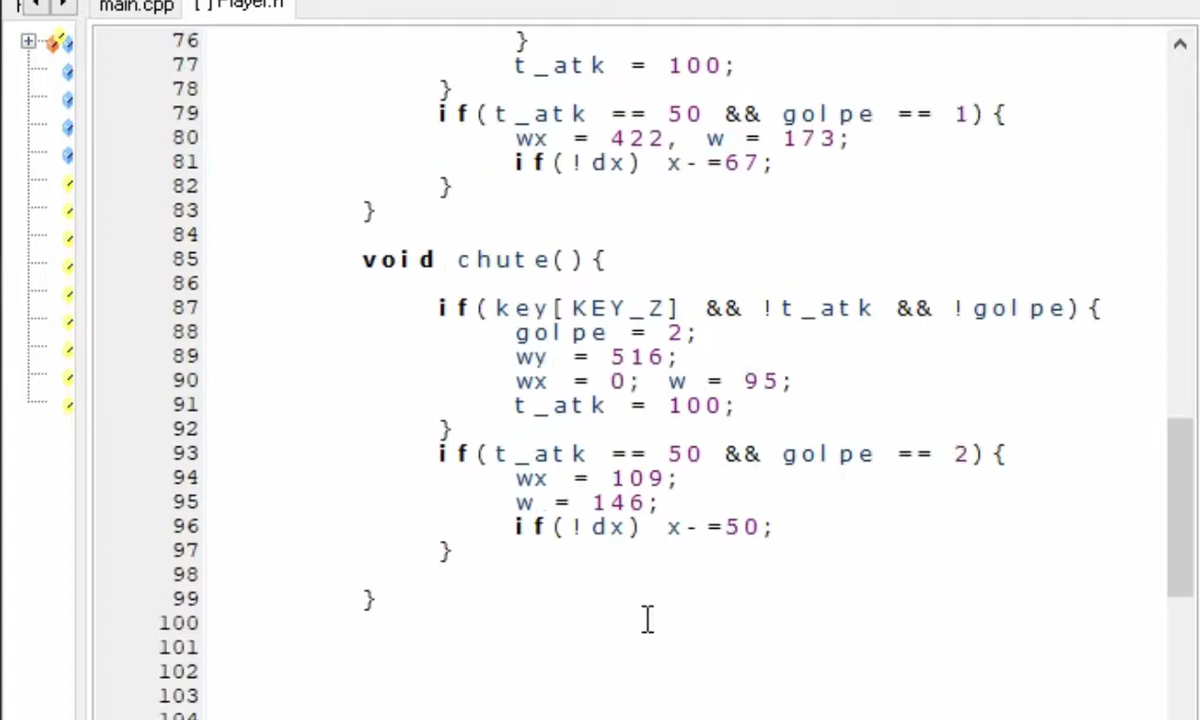 main.cpp [ ] Player.h
76 }
77 t_atk = 100;
78 }
79 if(t_atk == 50 && golpe == 1){
80 wx = 422, w = 173;
81 if(!dx) x-=67;
82 }
83 }
84
85 void chute(){
86
87 if(key[KEY_Z] && !t_atk && !golpe){
88 golpe = 2;
89 wy = 516;
90 wx = 0; w = 95;
91 t_atk = 100;
92 }
93 if(t_atk == 50 && golpe == 2){
94 wx = 109;
95 w = 146;
96 if(!dx) x-=50;
97 }
98
99 }
100
101
102
103
104